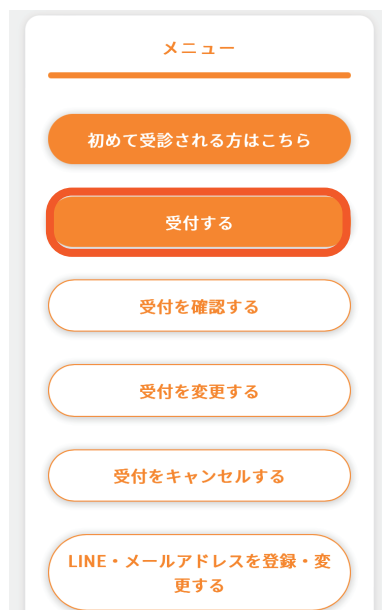 メニュー
初めて受診される方はこちら
受付する
受付を確認する
受付を変更する
受付をキャンセルする
LINE・メールアドレスを登録・変
更する